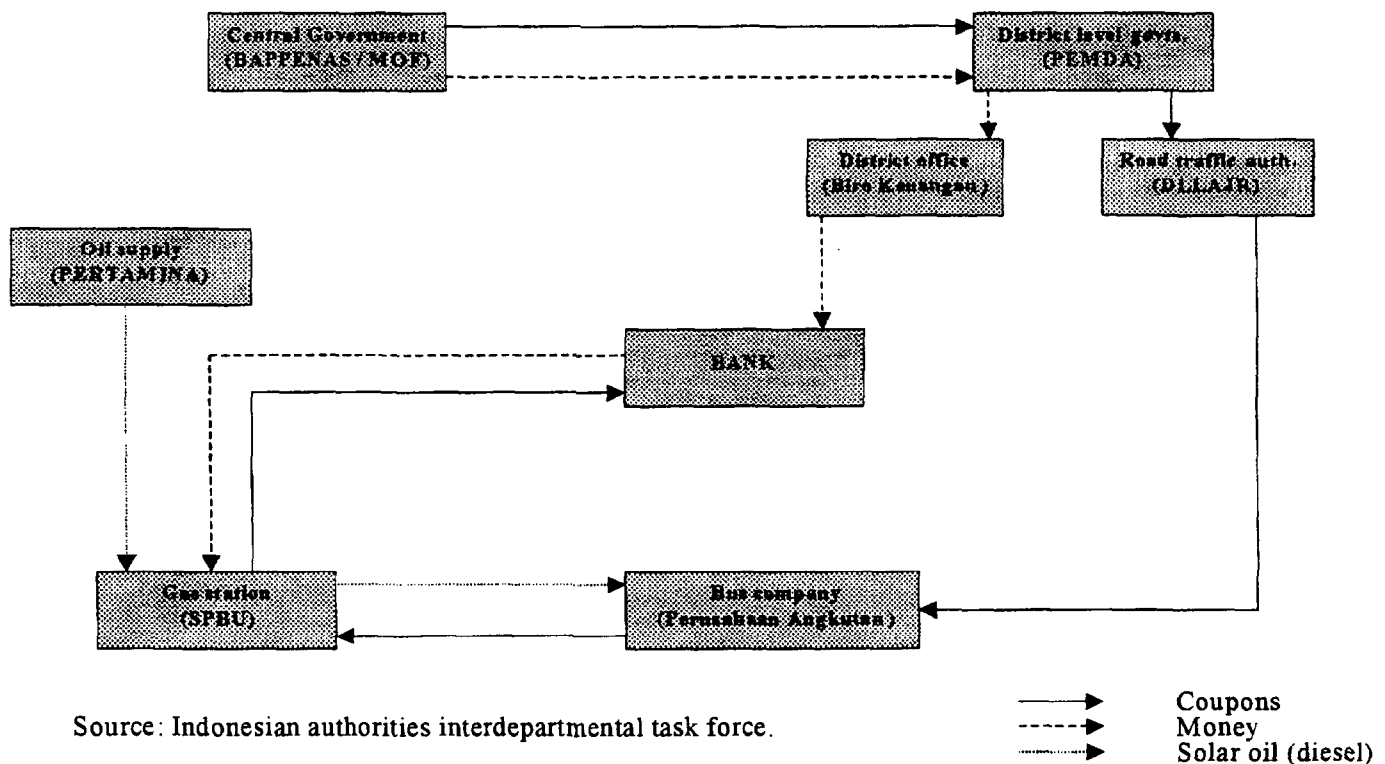 Central Government
(BAPPENAS / MOF)
District level govts.
(PEMDA)
District office
(Biro Keuangan)
Road traffic auth.
(DLLAJR)
Oil supply
(PERTAMINA)
BANK
Gas station
(SPBU)
Bus company
(Perusahaan Angkutan)
Source: Indonesian authorities interdepartmental task force.
Coupons
Money
Solar oil (diesel)